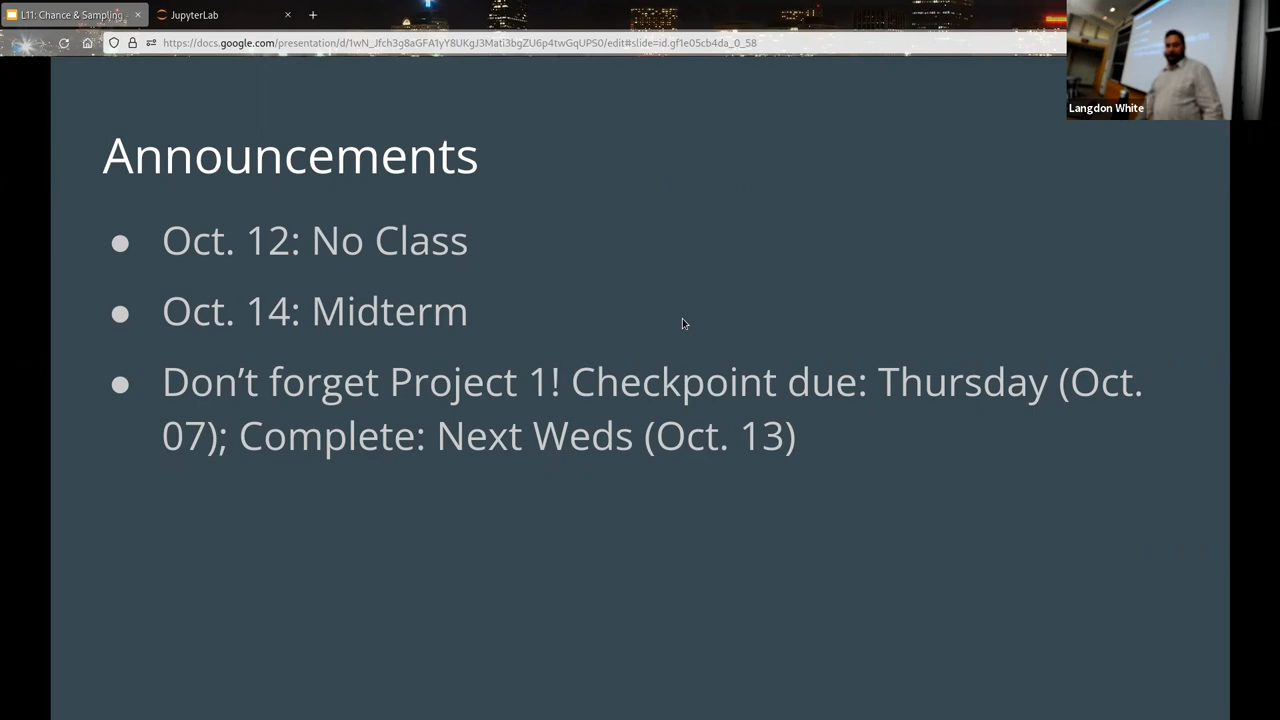 L11: Chance & Sampling
JupyterLab
https://docs.google.com/presentation/d/1wN_Jfch3g8aGFA1yY8UKgJ3Mati3bgZU6p4twGqUPS0/edit#slide=id.gf1e05cb4da_0_58
Langdon White
Announcements
● Oct. 12: No Class
● Oct. 14: Midterm
● Don’t forget Project 1! Checkpoint due: Thursday (Oct.
07); Complete: Next Weds (Oct. 13)